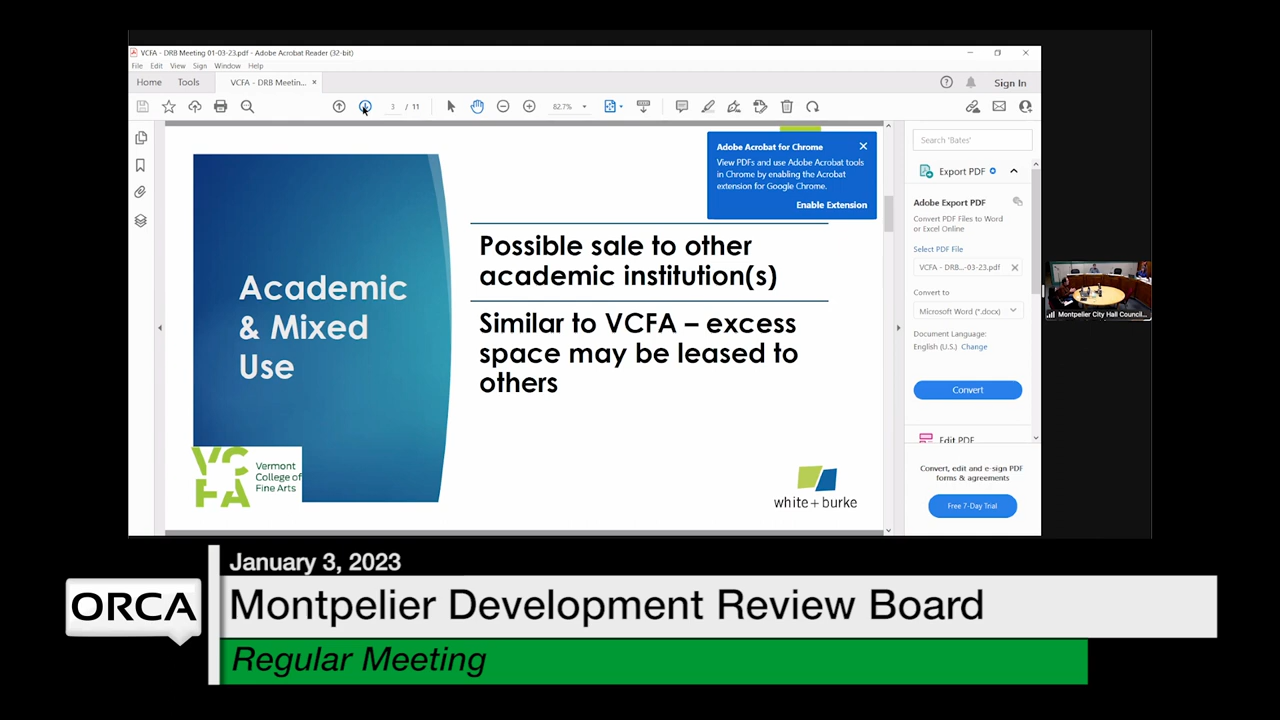 VCFA - DRB Meeting 01-03-23.pdf - Adobe Acrobat Reader (32-bit)
File Edit View Sign Window Help
Home Tools VCFA - DRB Meetin... × Sign In
3 / 11 82.7%
Adobe Acrobat for Chrome
View PDFs and use Adobe Acrobat tools
in Chrome by enabling the Acrobat
extension for Google Chrome.
Enable Extension
Academic
& Mixed
Use
Possible sale to other
academic institution(s)
Similar to VCFA – excess
space may be leased to
others
VCFA
Vermont
College of
Fine Arts
white + burke
Search 'Bates'
Export PDF
Adobe Export PDF
Convert PDF Files to Word
or Excel Online
Select PDF File
VCFA - DRB...-03-23.pdf
Convert to
Microsoft Word (*.docx)
Document Language:
English (U.S.) Change
Convert
Edit PDF
Convert, edit and e-sign PDF
forms & agreements
Free 7-Day Trial
Montpelier City Hall Council...
January 3, 2023
ORCA
Montpelier Development Review Board
Regular Meeting